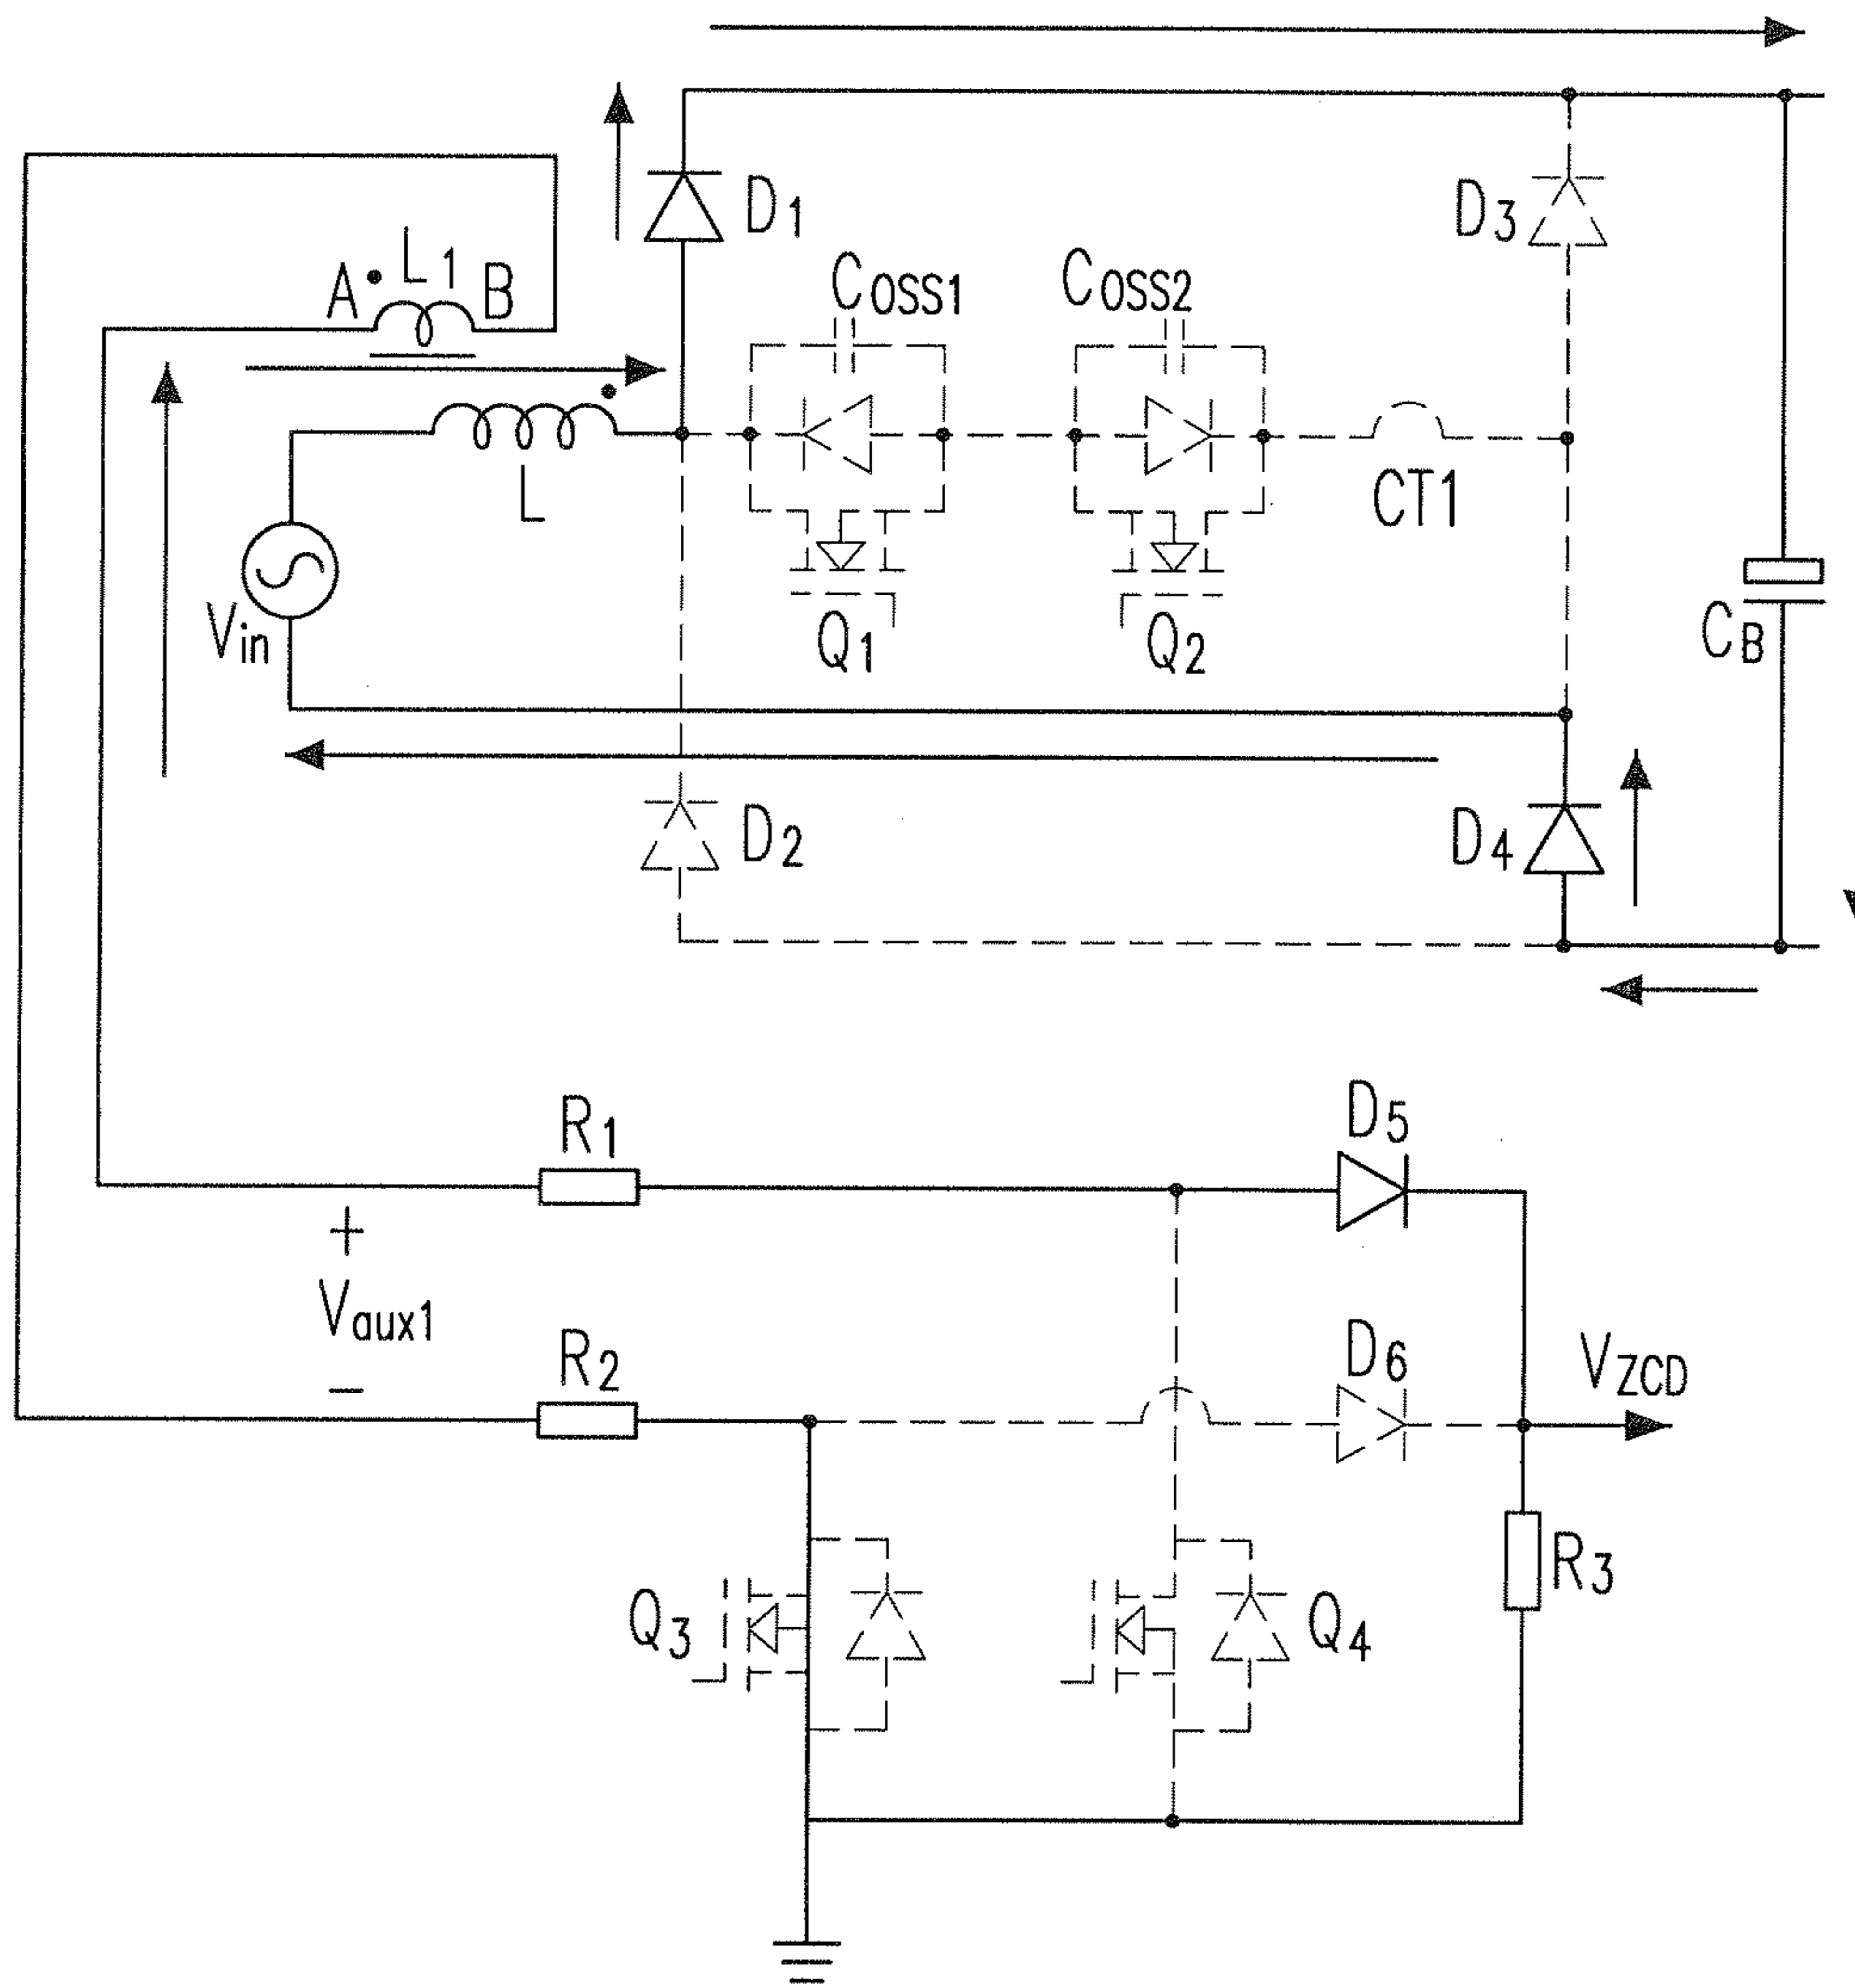 D1
D3
L1
A
B
COSS1
COSS2
L
CT1
Vin
Q1
Q2
CB
D2
D4
R1
D5
+
Vaux1
−
R2
D6
VZCD
Q3
Q4
R3